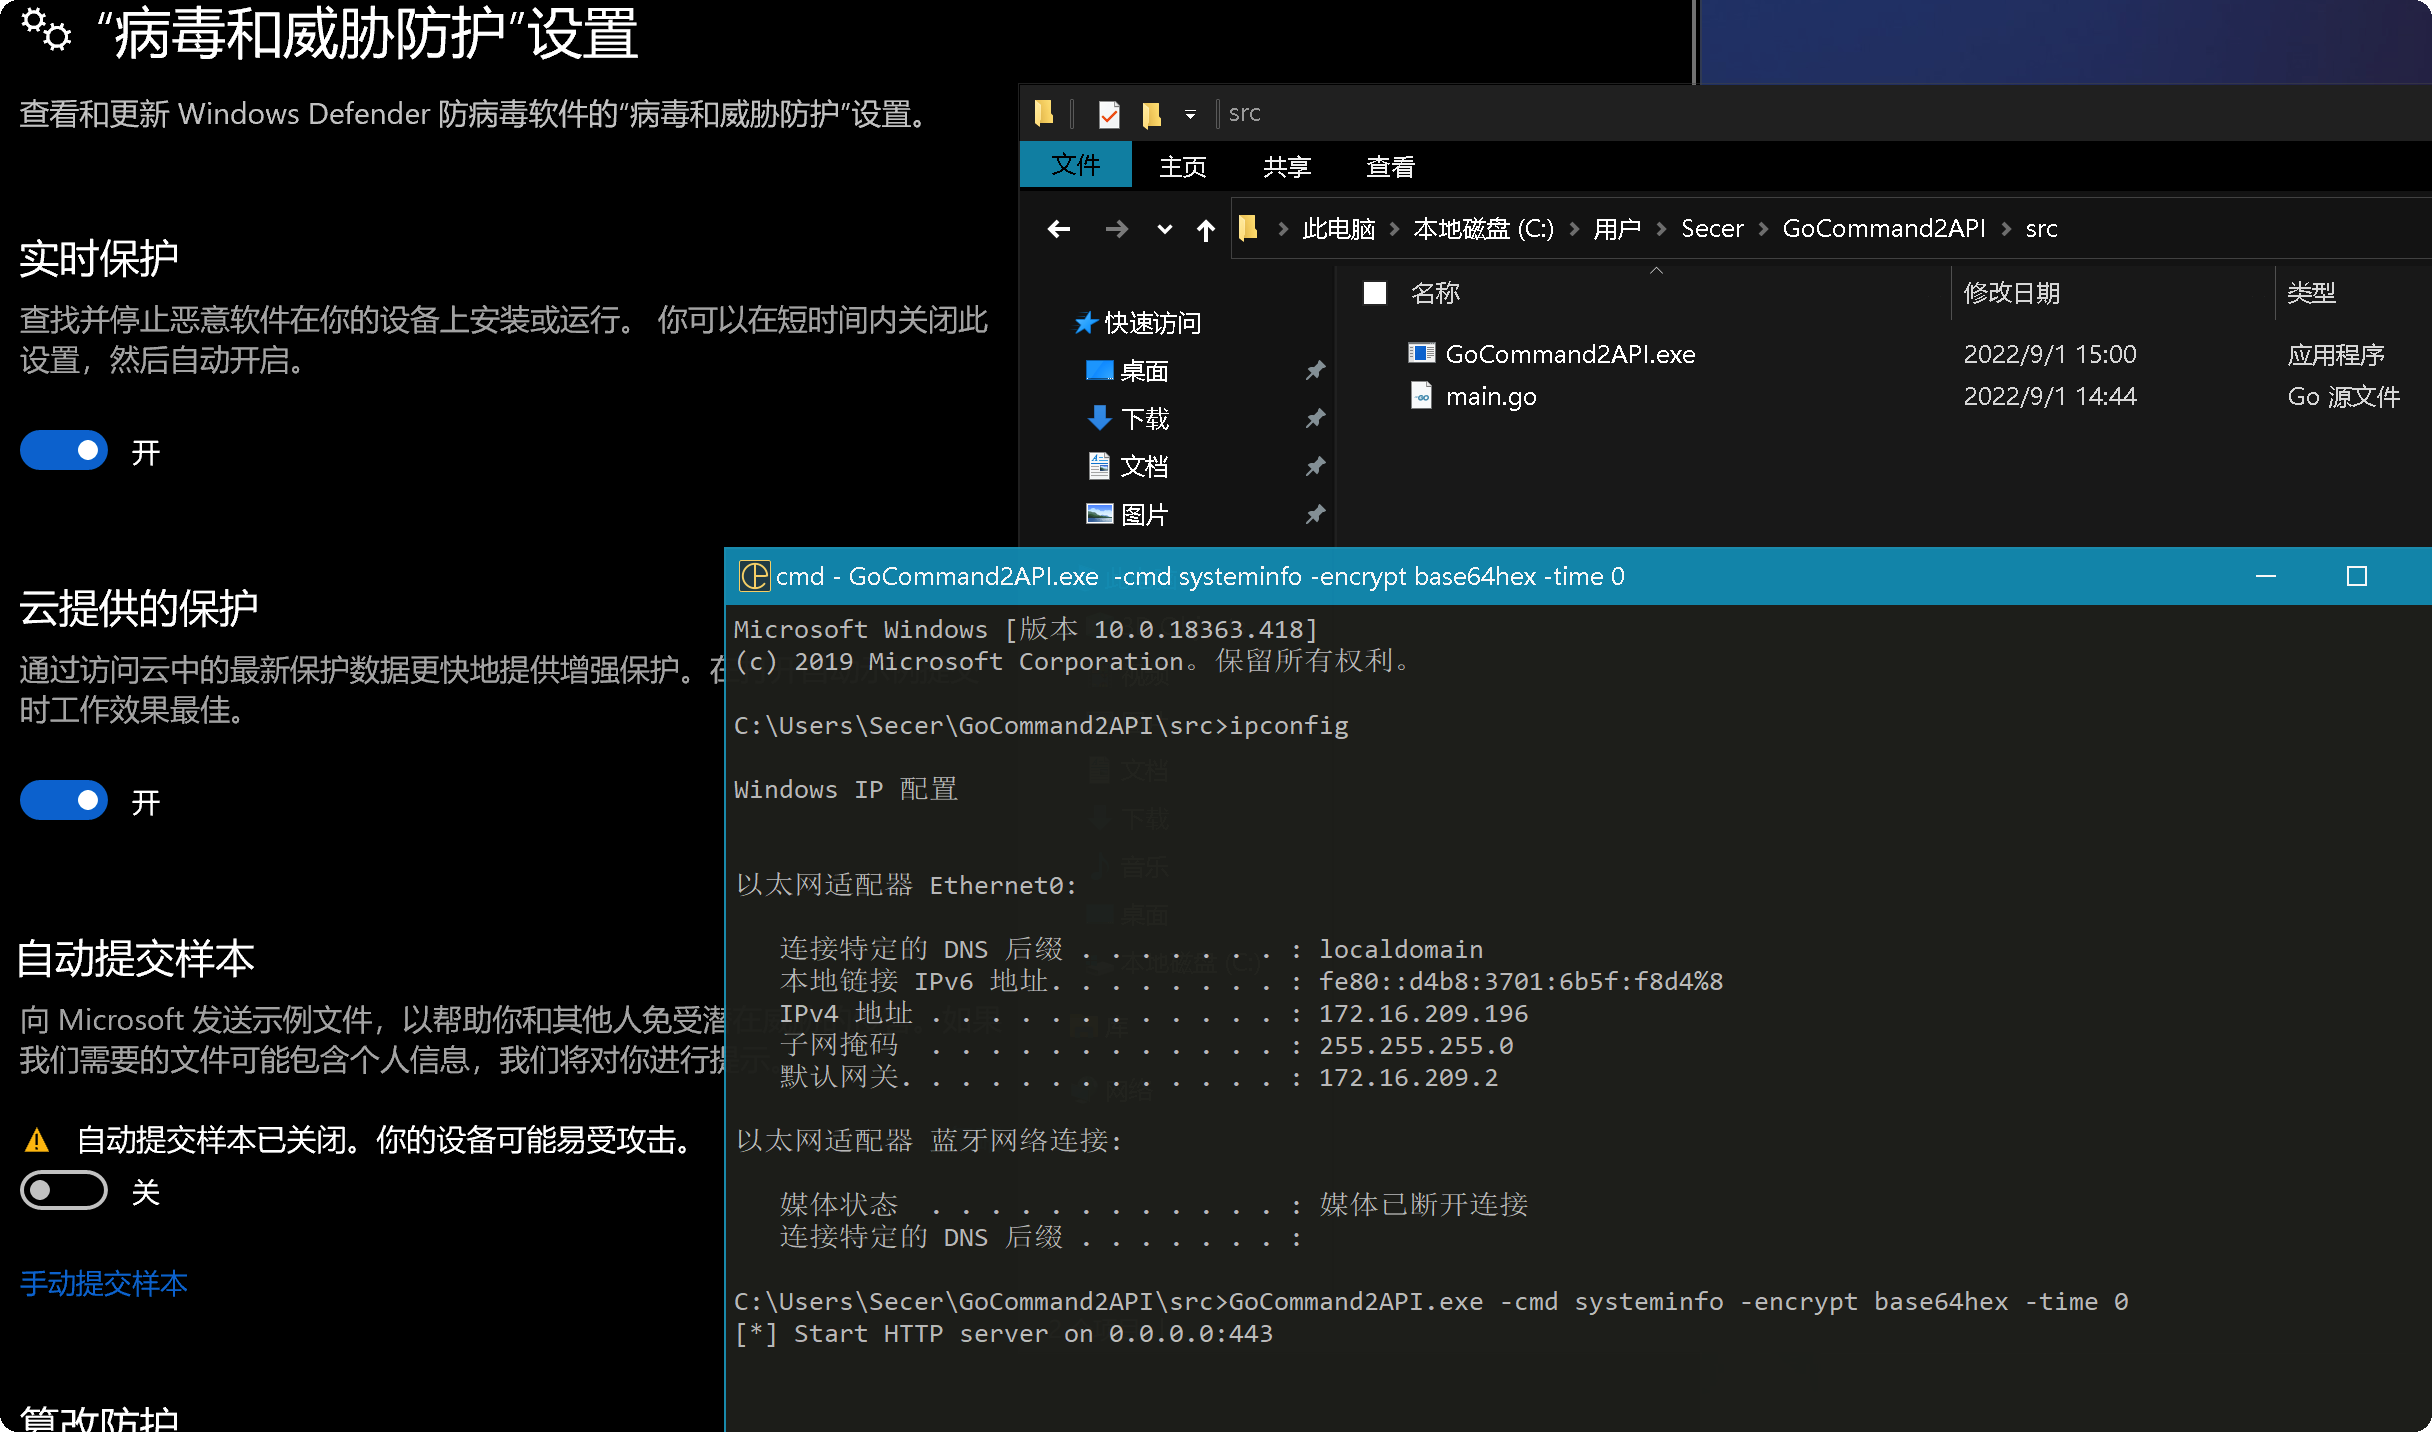 “病毒和威胁防护”设置
查看和更新 Windows Defender 防病毒软件的“病毒和威胁防护”设置。
实时保护
查找并停止恶意软件在你的设备上安装或运行。 你可以在短时间内关闭此
设置，然后自动开启。
开
云提供的保护
通过访问云中的最新保护数据更快地提供增强保护。在
时工作效果最佳。
开
自动提交样本
向 Microsoft 发送示例文件，以帮助你和其他人免受潜
我们需要的文件可能包含个人信息，我们将对你进行提示
自动提交样本已关闭。你的设备可能易受攻击。
关
手动提交样本
篡改防护
src
文件 主页 共享 查看
此电脑 本地磁盘 (C:) 用户 Secer GoCommand2API src
名称 修改日期 类型
快速访问
桌面
下载
文档
图片
GoCommand2API.exe 2022/9/1 15:00 应用程序
main.go 2022/9/1 14:44 Go 源文件
cmd - GoCommand2API.exe  -cmd systeminfo -encrypt base64hex -time 0
Microsoft Windows [版本 10.0.18363.418]
(c) 2019 Microsoft Corporation。保留所有权利。
C:\Users\Secer\GoCommand2API\src>ipconfig
Windows IP 配置
以太网适配器 Ethernet0:
连接特定的 DNS 后缀 . . . . . . . : localdomain
本地链接 IPv6 地址. . . . . . . . : fe80::d4b8:3701:6b5f:f8d4%8
IPv4 地址 . . . . . . . . . . . . : 172.16.209.196
子网掩码  . . . . . . . . . . . . : 255.255.255.0
默认网关. . . . . . . . . . . . . : 172.16.209.2
以太网适配器 蓝牙网络连接:
媒体状态  . . . . . . . . . . . . : 媒体已断开连接
连接特定的 DNS 后缀 . . . . . . . :
C:\Users\Secer\GoCommand2API\src>GoCommand2API.exe -cmd systeminfo -encrypt base64hex -time 0
[*] Start HTTP server on 0.0.0.0:443